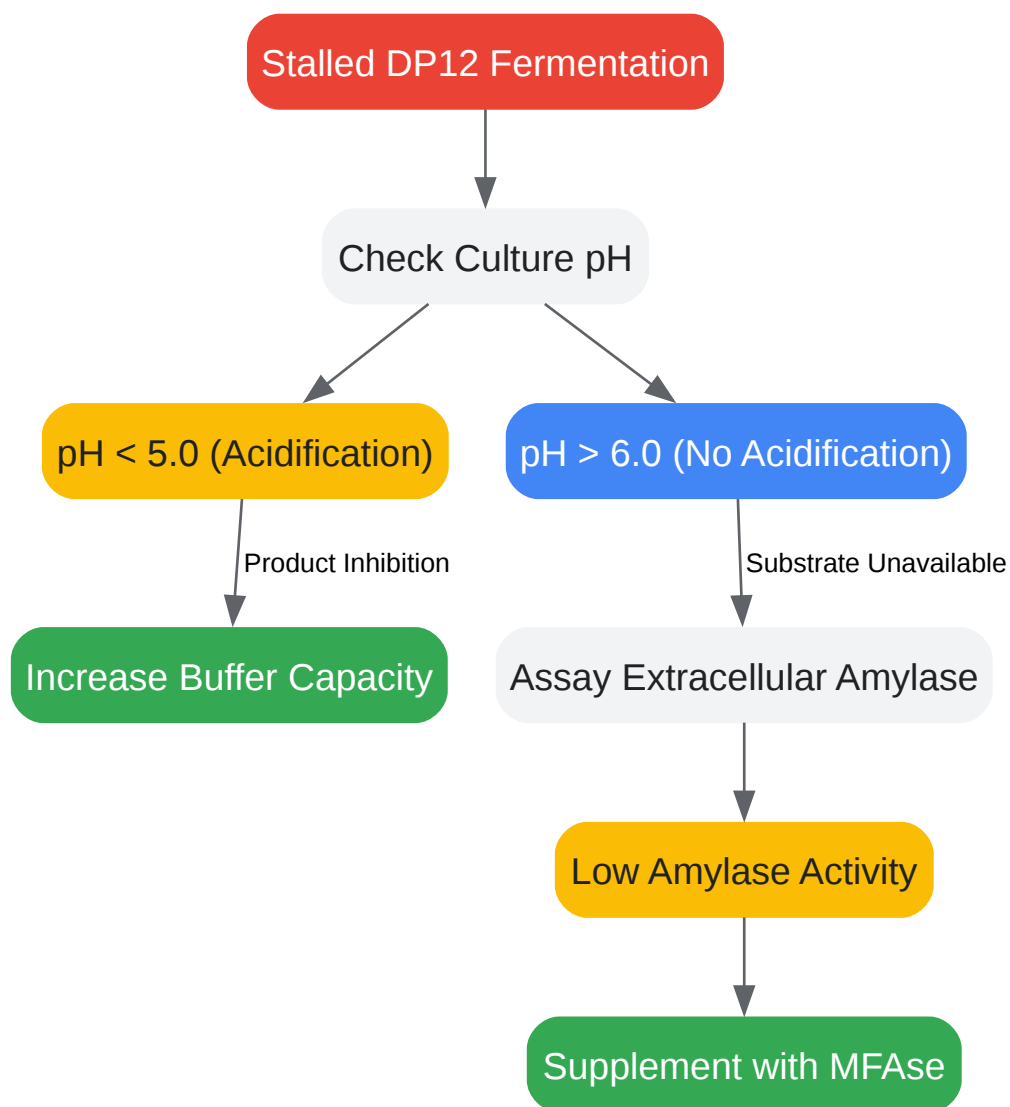 Stalled DP12 Fermentation
Check Culture pH
pH < 5.0 (Acidification)
pH > 6.0 (No Acidification)
Product Inhibition
Substrate Unavailable
Increase Buffer Capacity
Assay Extracellular Amylase
Low Amylase Activity
Supplement with MFAse